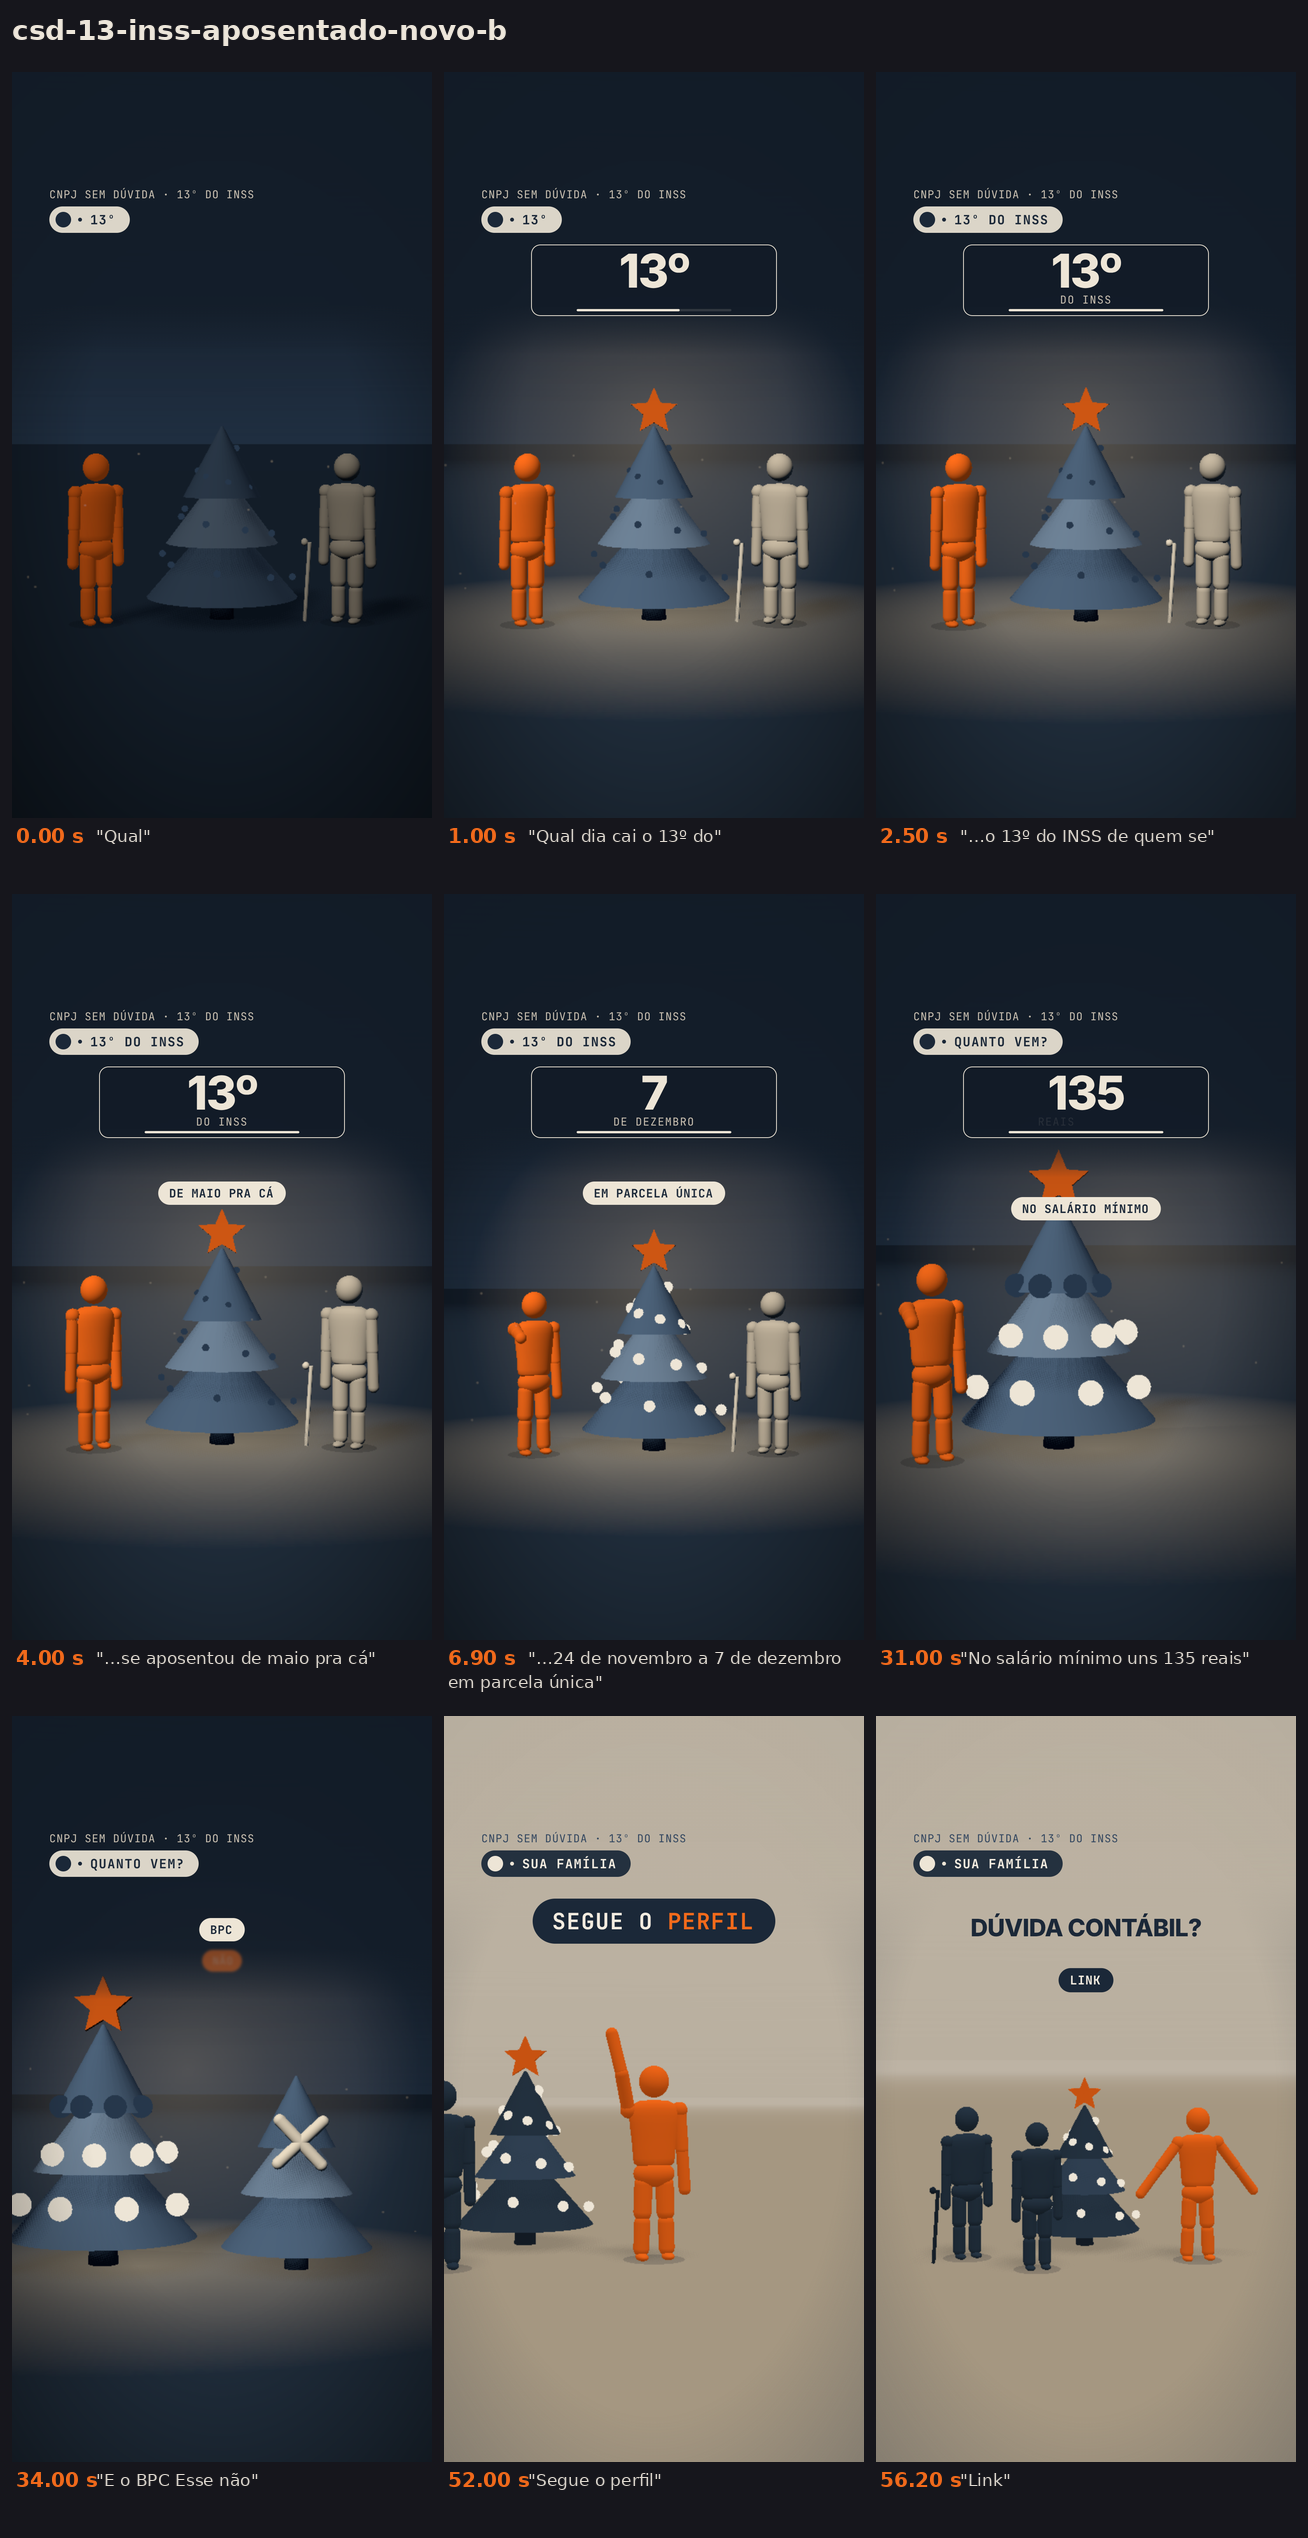 csd-13-inss-aposentado-novo-b
CNPJ SEM DÚVIDA · 13° DO INSS
• 13°
0.00 s "Qual"
CNPJ SEM DÚVIDA · 13° DO INSS
• 13°
13º
1.00 s "Qual dia cai o 13º do"
CNPJ SEM DÚVIDA · 13° DO INSS
• 13° DO INSS
13º
DO INSS
2.50 s "...o 13º do INSS de quem se"
CNPJ SEM DÚVIDA · 13° DO INSS
• 13° DO INSS
13º
DO INSS
DE MAIO PRA CÁ
4.00 s "...se aposentou de maio pra cá"
CNPJ SEM DÚVIDA · 13° DO INSS
• 13° DO INSS
7
DE DEZEMBRO
EM PARCELA ÚNICA
6.90 s "...24 de novembro a 7 de dezembro
em parcela única"
CNPJ SEM DÚVIDA · 13° DO INSS
• QUANTO VEM?
135
REAIS
NO SALÁRIO MÍNIMO
31.00 s "No salário mínimo uns 135 reais"
CNPJ SEM DÚVIDA · 13° DO INSS
• QUANTO VEM?
BPC
34.00 s "E o BPC Esse não"
CNPJ SEM DÚVIDA · 13° DO INSS
• SUA FAMÍLIA
SEGUE O PERFIL
52.00 s "Segue o perfil"
CNPJ SEM DÚVIDA · 13° DO INSS
• SUA FAMÍLIA
DÚVIDA CONTÁBIL?
LINK
56.20 s "Link"